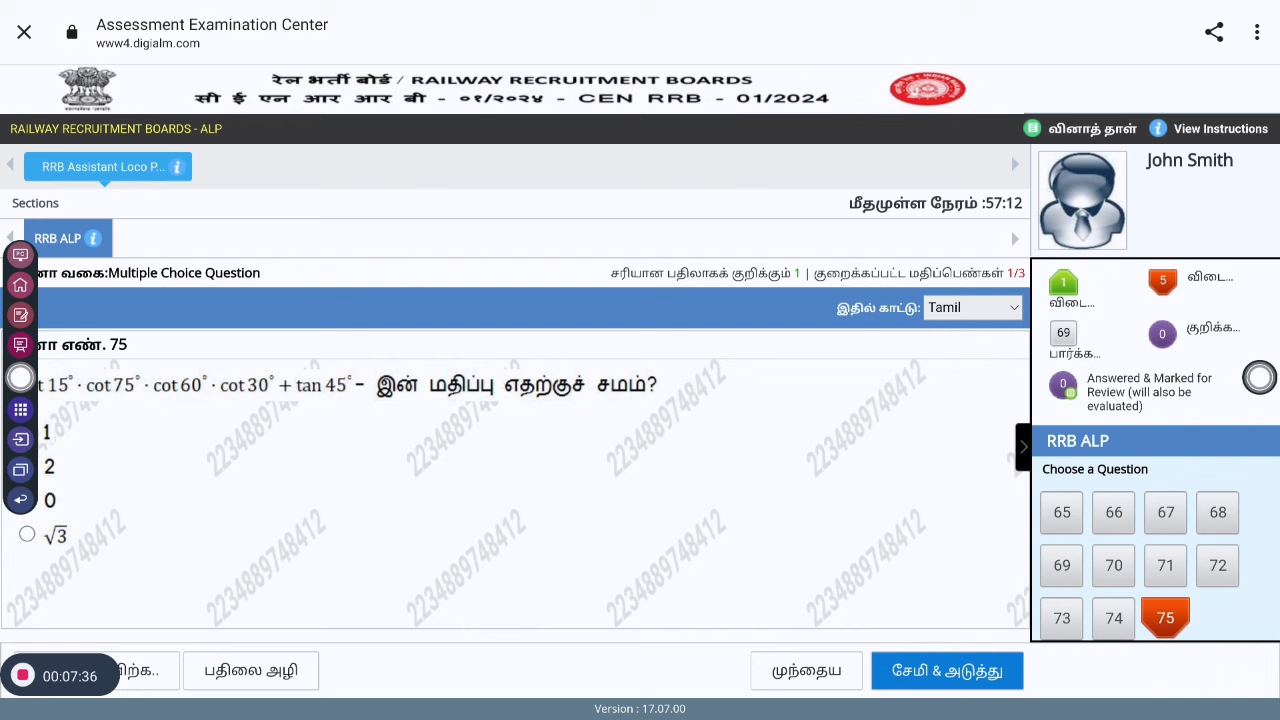 Assessment Examination Center
www4.digialm.com
रेल भर्ती बोर्ड / RAILWAY RECRUITMENT BOARDS
सी ई एन आर आर बी - ०१/२०२४ - CEN RRB - 01/2024
RAILWAY RECRUITMENT BOARDS - ALP
வினாத் தாள்
View Instructions
RRB Assistant Loco P...
John Smith
Sections
மீதமுள்ள நேரம் :57:12
RRB ALP
வகை:Multiple Choice Question
சரியான பதிலாகக் குறிக்கும் 1 | குறைக்கப்பட்ட மதிப்பெண்கள் 1/3
இதில் காட்டு: Tamil
எண். 75
15° · cot 75° · cot 60° · cot 30° + tan 45° – இன் மதிப்பு எதற்குச் சமம்?
1
2
0
√3
1
விடை...
5
விடை...
69
பார்க்க...
0
குறிக்க...
0
Answered & Marked for
Review (will also be
evaluated)
RRB ALP
Choose a Question
65 66 67 68
69 70 71 72
73 74 75
பதிலை அழி
முந்தைய
சேமி & அடுத்து
00:07:36
Version : 17.07.00
2234889748412